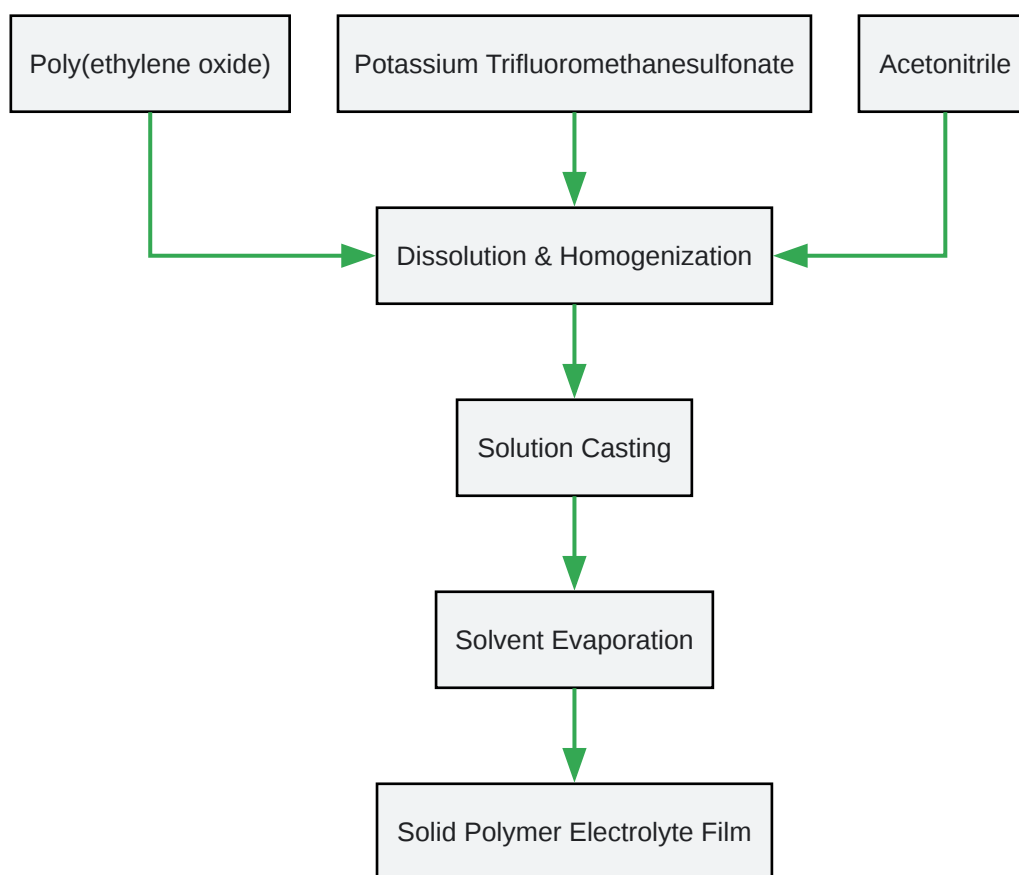 Poly(ethylene oxide)
Potassium Trifluoromethanesulfonate
Acetonitrile
Dissolution & Homogenization
Solution Casting
Solvent Evaporation
Solid Polymer Electrolyte Film